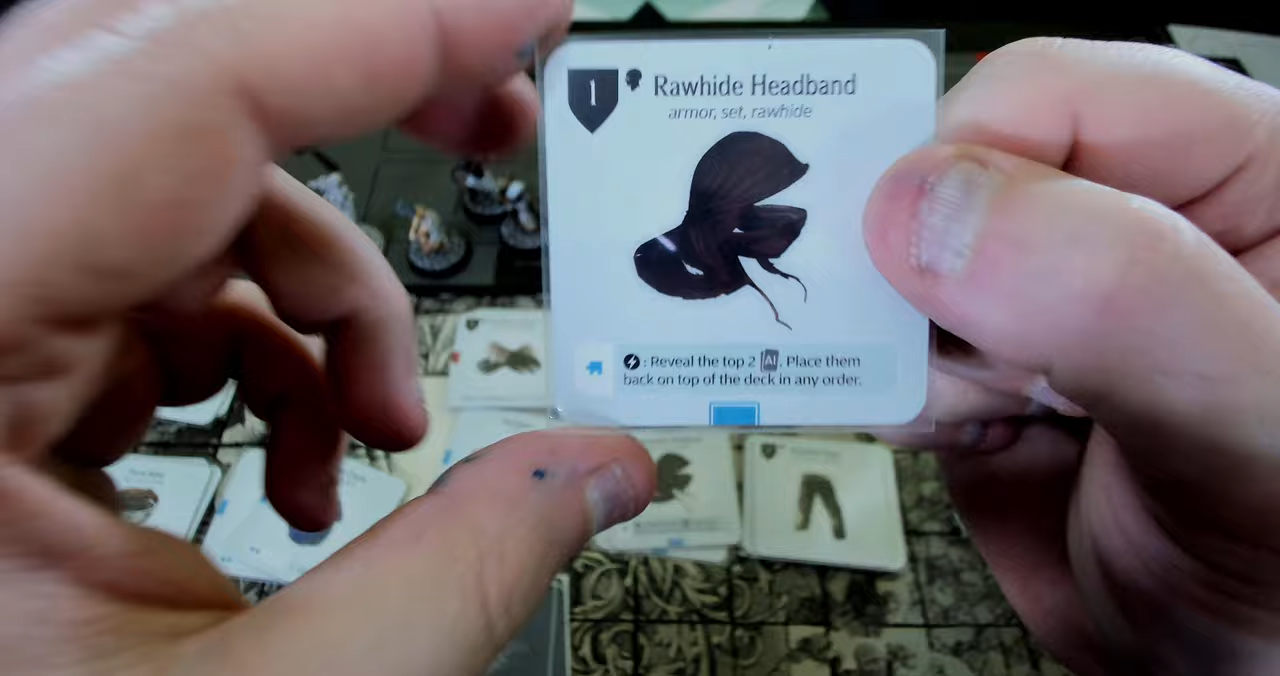 1
Rawhide Headband
armor, set, rawhide
: Reveal the top 2 AI. Place them
back on top of the deck in any order.